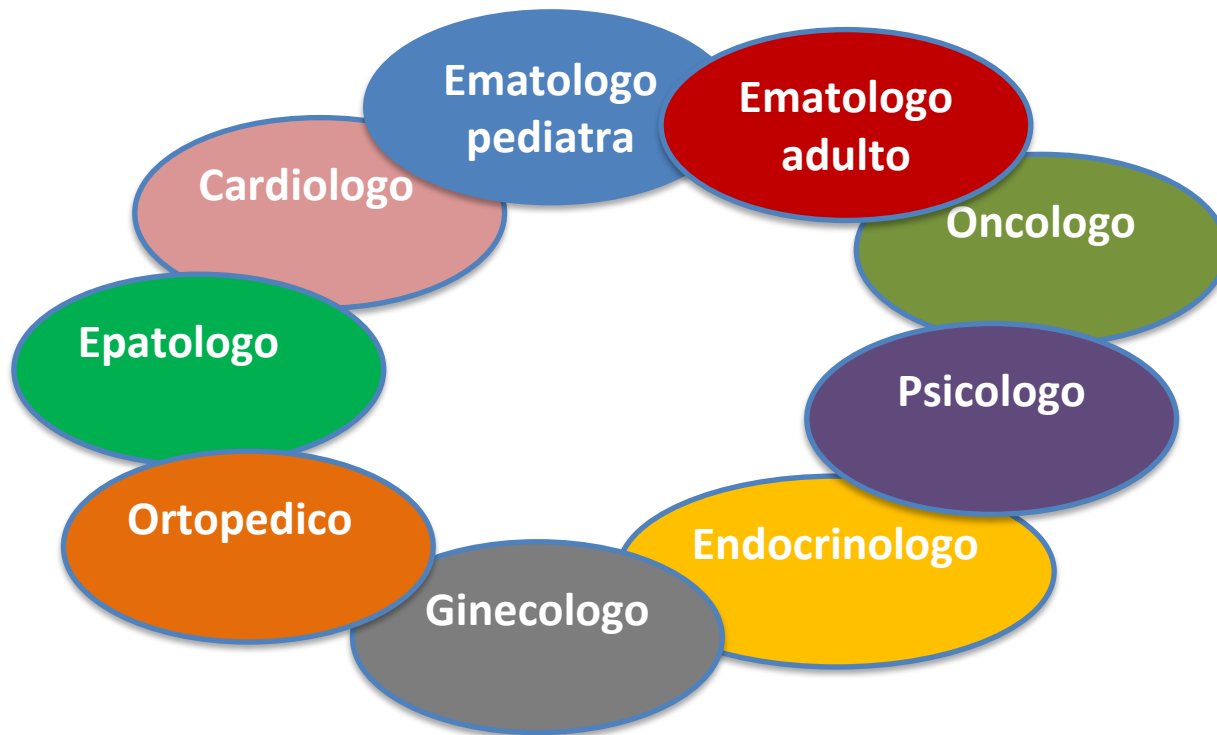 Ematologo
pediatra
Ematologo
adulto
Cardiologo
Oncologo
Epatologo
Psicologo
Ortopedico
Endocrinologo
Ginecologo